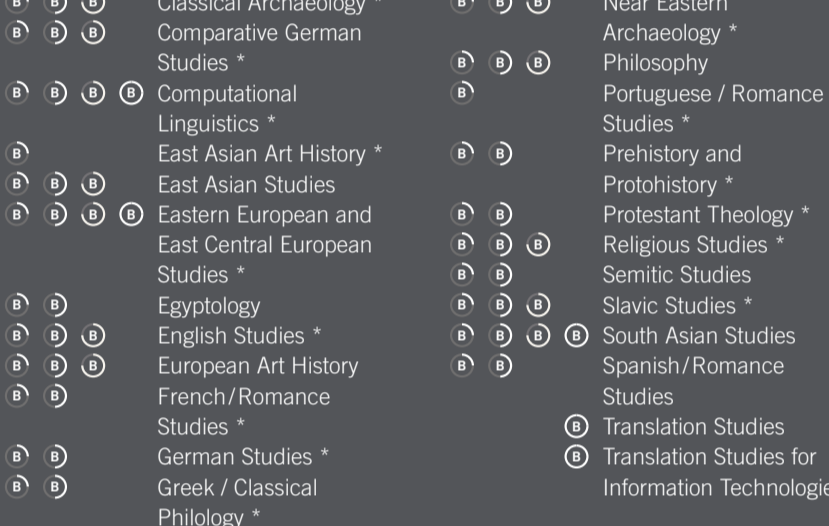 B B B Classical Archaeology *
B B B Comparative German
Studies *
B B B B Computational
Linguistics *
B East Asian Art History *
B B B East Asian Studies
B B B B Eastern European and
East Central European
Studies *
B B Egyptology
B B B English Studies *
B B B European Art History
B B French/Romance
Studies *
B B German Studies *
B B Greek / Classical
Philology *
B B B Near Eastern
Archaeology *
B B B Philosophy
B Portuguese / Romance
Studies *
B B Prehistory and
Protohistory *
B B Protestant Theology *
B B B Religious Studies *
B B Semitic Studies
B B B Slavic Studies *
B B B B South Asian Studies
B B Spanish/Romance
Studies
B Translation Studies
B Translation Studies for
Information Technologie